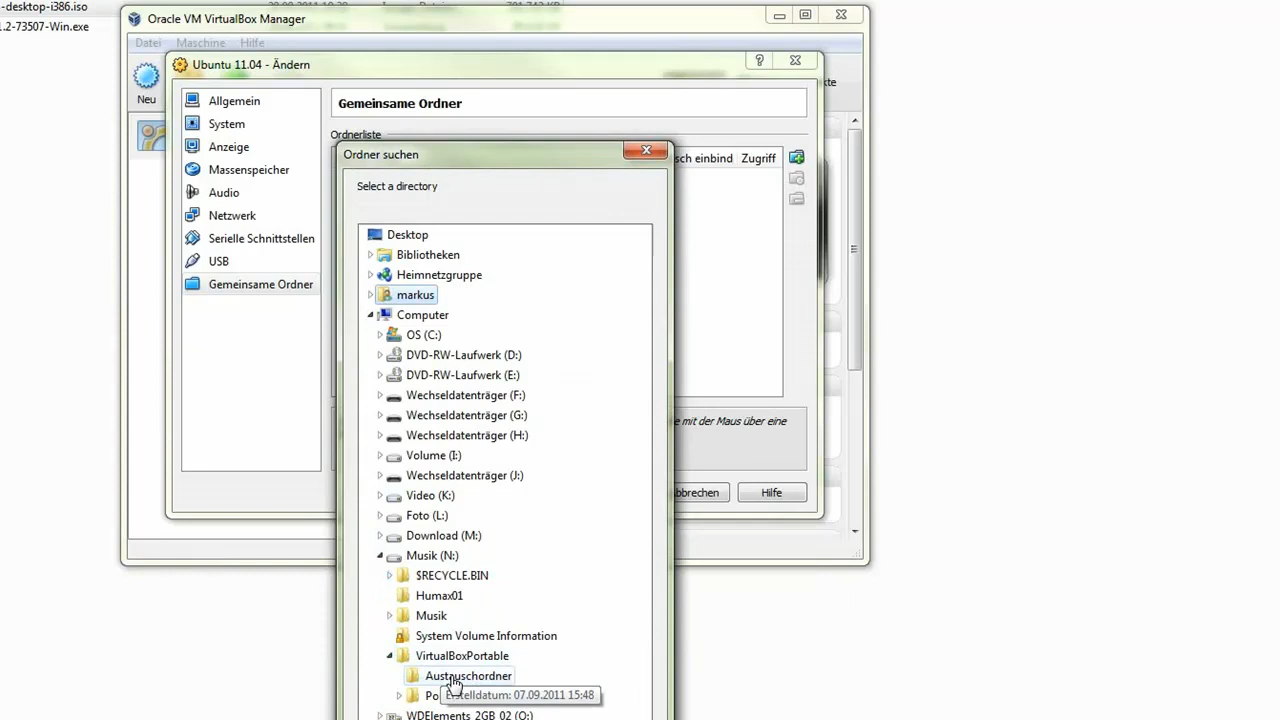 -desktop-i386.iso
1.2-73507-Win.exe
Oracle VM VirtualBox Manager
Datei Maschine Hilfe
Ubuntu 11.04 - Ändern
Neu
Allgemein
System
Anzeige
Massenspeicher
Audio
Netzwerk
Serielle Schnittstellen
USB
Gemeinsame Ordner
Gemeinsame Ordner
Ordnerliste
sch einbind Zugriff
e mit der Maus über eine
bbrechen Hilfe
Ordner suchen
Select a directory
Desktop
Bibliotheken
Heimnetzgruppe
markus
Computer
OS (C:)
DVD-RW-Laufwerk (D:)
DVD-RW-Laufwerk (E:)
Wechseldatenträger (F:)
Wechseldatenträger (G:)
Wechseldatenträger (H:)
Volume (I:)
Wechseldatenträger (J:)
Video (K:)
Foto (L:)
Download (M:)
Musik (N:)
$RECYCLE.BIN
Humax01
Musik
System Volume Information
VirtualBoxPortable
Austauschordner
Po
Erstelldatum: 07.09.2011 15:48
WDElements_2GB_02 (O:)